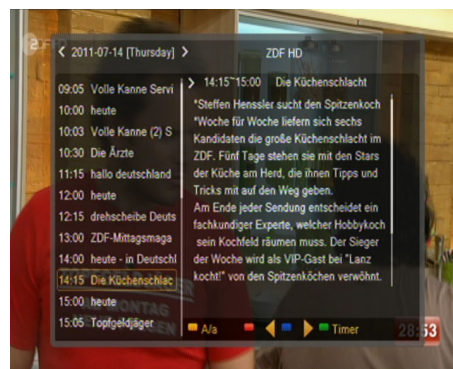 ZDF
< 2011-07-14 [Thursday] > ZDF HD
09:05 Volle Kanne Servi
10:00 heute
10:03 Volle Kanne (2) S
10:30 Die Ärzte
11:15 hallo deutschland
12:00 heute
12:15 drehscheibe Deuts
13:00 ZDF-Mittagsmaga
14:00 heute - in Deutschl
14:15 Die Küchenschlac
15:00 heute
15:05 Topfgeldjäger
> 14:15~15:00 Die Küchenschlacht
"Steffen Henssler sucht den Spitzenkoch
"Woche für Woche liefern sich sechs
Kandidaten die große Küchenschlacht im
ZDF. Fünf Tage stehen sie mit den Stars
der Küche am Herd, die ihnen Tipps und
Tricks mit auf den Weg geben.
Am Ende jeder Sendung entscheidet ein
fachkundiger Experte, welcher Hobbykoch
sein Kochfeld räumen muss. Der Sieger
der Woche wird als VIP-Gast bei "Lanz
kocht!" von den Spitzenköchen verwöhnt.
A/a Timer
28:53
MONTAG